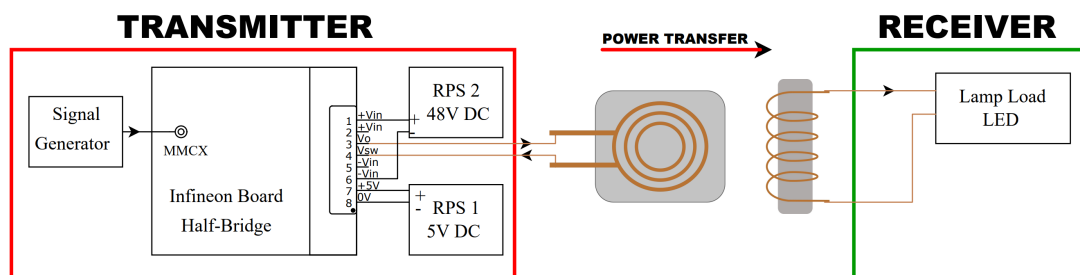 TRANSMITTER
POWER TRANSFER
RECEIVER
Signal
Generator
MMCX
Infineon Board
Half-Bridge
1 +Vin
2 +Vin
3 Vo
4 Vsw
5 -Vin
6 -Vin
7 +5V
8 0V
+
-
RPS 2
48V DC
+
-
RPS 1
5V DC
Lamp Load
LED